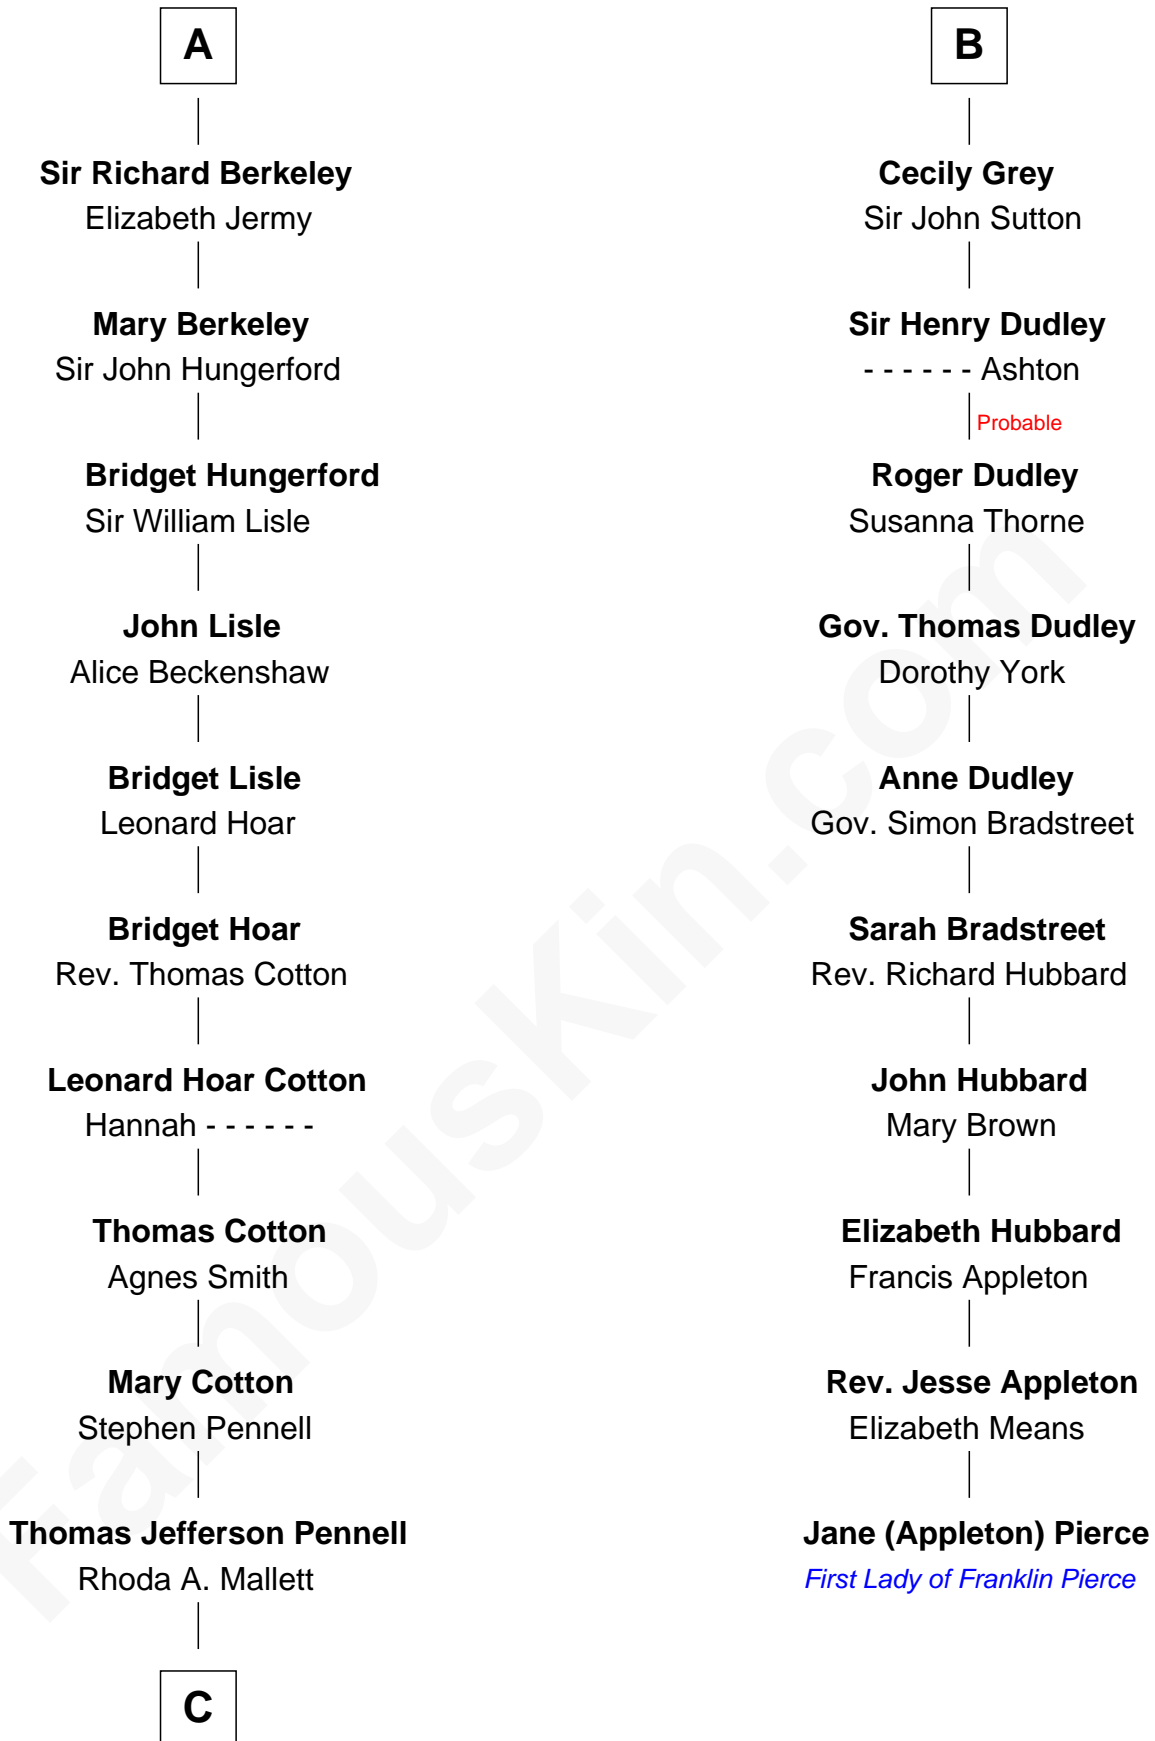 A
Sir Richard Berkeley
Elizabeth Jermy
Mary Berkeley
Sir John Hungerford
Bridget Hungerford
Sir William Lisle
John Lisle
Alice Beckenshaw
Bridget Lisle
Leonard Hoar
Bridget Hoar
Rev. Thomas Cotton
Leonard Hoar Cotton
Hannah - - - - - -
Thomas Cotton
Agnes Smith
Mary Cotton
Stephen Pennell
Thomas Jefferson Pennell
Rhoda A. Mallett
C
B
Cecily Grey
Sir John Sutton
Sir Henry Dudley
- - - - - - Ashton
Probable
Roger Dudley
Susanna Thorne
Gov. Thomas Dudley
Dorothy York
Anne Dudley
Gov. Simon Bradstreet
Sarah Bradstreet
Rev. Richard Hubbard
John Hubbard
Mary Brown
Elizabeth Hubbard
Francis Appleton
Rev. Jesse Appleton
Elizabeth Means
Jane (Appleton) Pierce
First Lady of Franklin Pierce
FamousKin.com